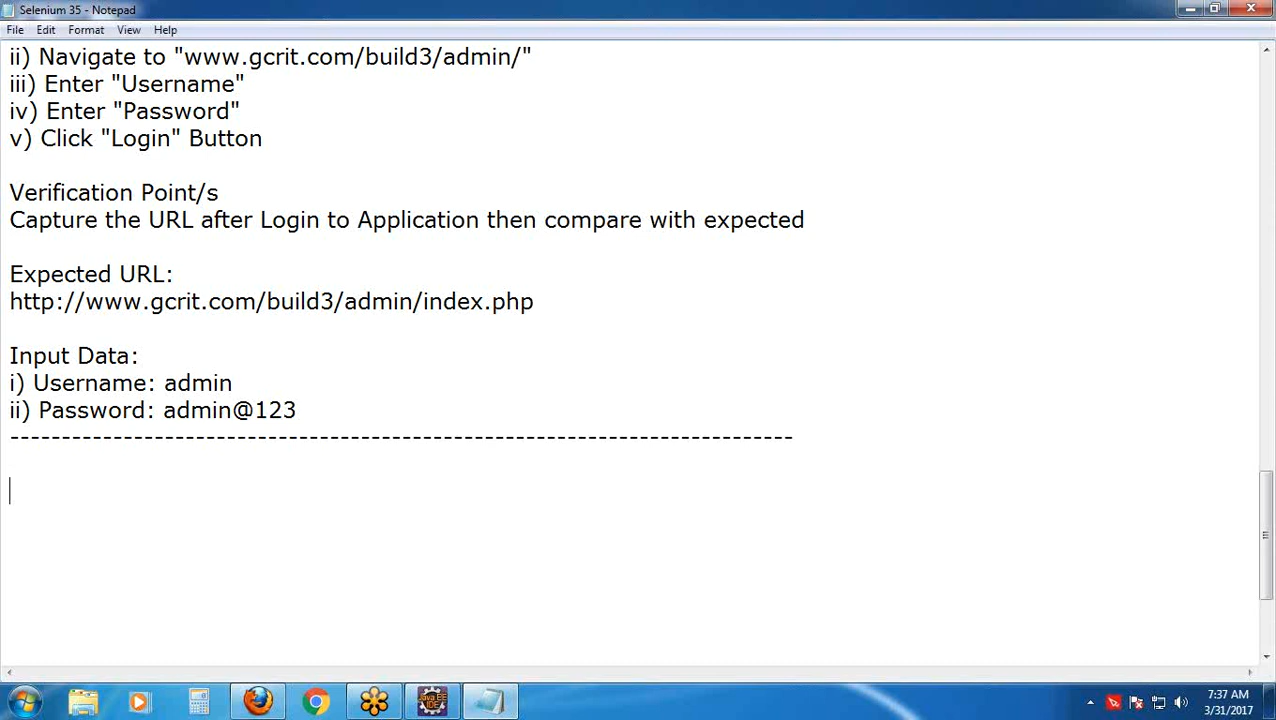 Selenium 35 - Notepad
File Edit Format View Help
ii) Navigate to "www.gcrit.com/build3/admin/"
iii) Enter "Username"
iv) Enter "Password"
v) Click "Login" Button
Verification Point/s
Capture the URL after Login to Application then compare with expected
Expected URL:
http://www.gcrit.com/build3/admin/index.php
Input Data:
i) Username: admin
ii) Password: admin@123
----------------------------------------------------------------------------
Java EE
IDE
7:37 AM
3/31/2017